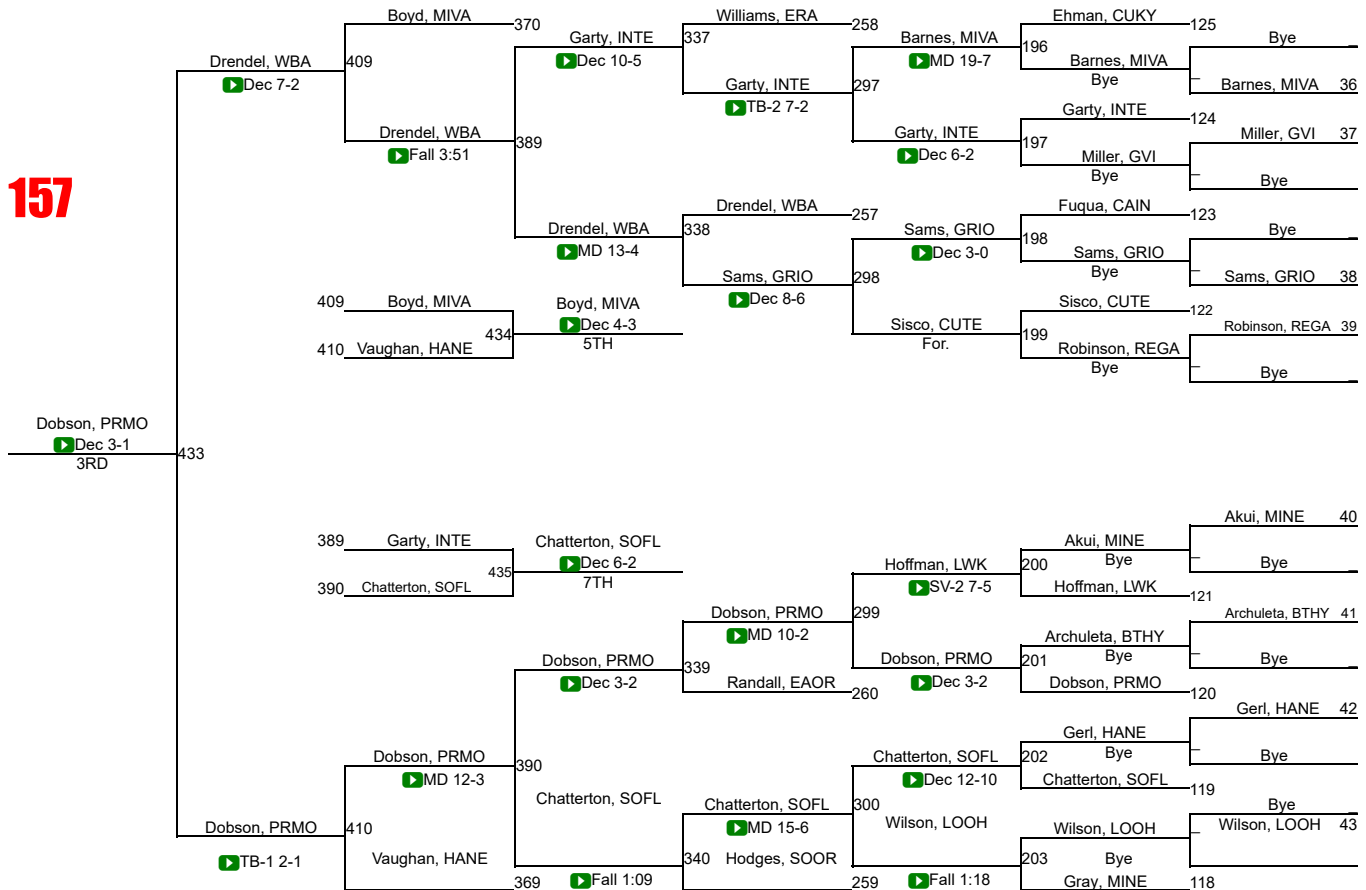 Boyd, MIVA
370
Williams, ERA
258
Ehman, CUKY
125
Garty, INTE
337
Barnes, MIVA
196
Bye
Drendel, WBA
409
Dec 10-5
MD 19-7
Barnes, MIVA
Bye
Dec 7-2
Garty, INTE
297
Barnes, MIVA 36
TB-2 7-2
Garty, INTE
124
Drendel, WBA
389
Garty, INTE
197
Miller, GVI 37
Fall 3:51
Dec 6-2
Miller, GVI
Bye
Bye
157
Drendel, WBA
257
Fuqua, CAIN
123
Drendel, WBA
338
Sams, GRIO
198
Bye
MD 13-4
Dec 3-0
Sams, GRIO
Bye
Sams, GRIO
298
Sams, GRIO 38
Dec 8-6
409 Boyd, MIVA
Boyd, MIVA
Sisco, CUTE
122
434
Dec 4-3
Sisco, CUTE
199
Robinson, REGA 39
410 Vaughan, HANE
5TH
For.
Robinson, REGA
Bye
Bye
Dobson, PRMO
Dec 3-1
433
3RD
Akui, MINE 40
389 Garty, INTE
Chatterton, SOFL
Akui, MINE
435
Dec 6-2
Hoffman, LWK
200
Bye
Bye
390 Chatterton, SOFL
7TH
SV-2 7-5
Hoffman, LWK
121
Dobson, PRMO
299
Archuleta, BTHY 41
MD 10-2
Archuleta, BTHY
Dobson, PRMO
339
Dobson, PRMO
201
Bye
Bye
Dec 3-2
Randall, EAOR
260
Dec 3-2
Dobson, PRMO
120
Gerl, HANE 42
Gerl, HANE
Dobson, PRMO
390
Chatterton, SOFL
202
Bye
Bye
MD 12-3
Dec 12-10
Chatterton, SOFL
119
Chatterton, SOFL
Chatterton, SOFL
300
Bye
Dobson, PRMO
410
MD 15-6
Wilson, LOOH
Wilson, LOOH
Wilson, LOOH 43
TB-1 2-1
Vaughan, HANE
340
Hodges, SOOR
203
Bye
369
Fall 1:09
259
Fall 1:18
Gray, MINE
118